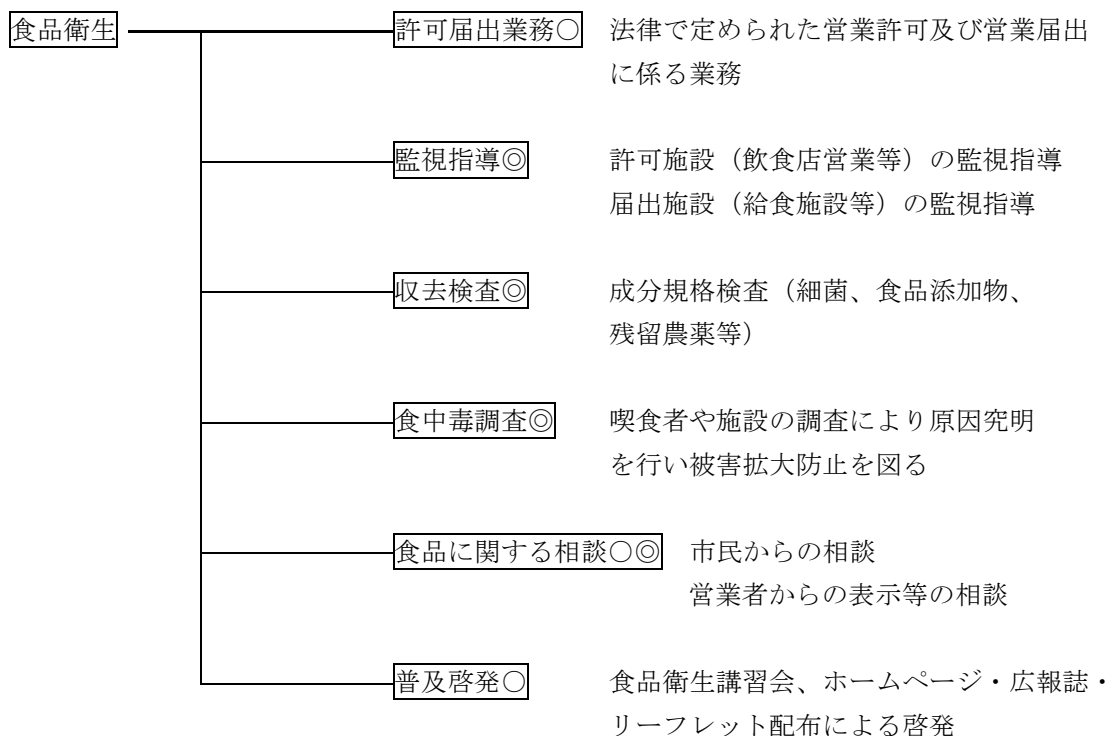 食品衛生
許可届出業務○ 法律で定められた営業許可及び営業届出
に係る業務
監視指導◎ 許可施設（飲食店営業等）の監視指導
届出施設（給食施設等）の監視指導
収去検査◎ 成分規格検査（細菌、食品添加物、
残留農薬等）
食中毒調査◎ 喫食者や施設の調査により原因究明
を行い被害拡大防止を図る
食品に関する相談○◎ 市民からの相談
営業者からの表示等の相談
普及啓発○ 食品衛生講習会、ホームページ・広報誌・
リーフレット配布による啓発